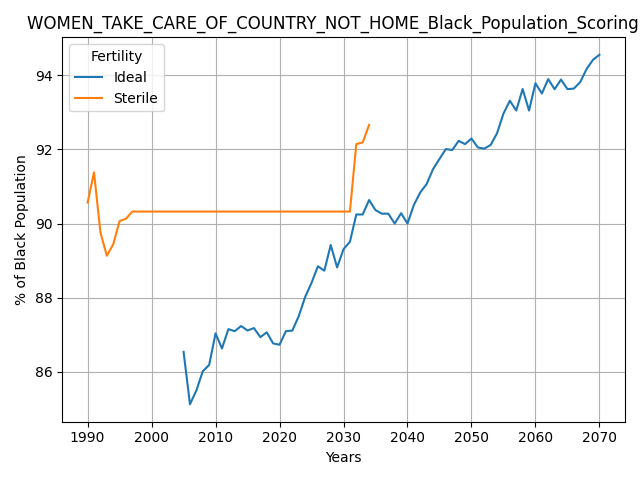 WOMEN_TAKE_CARE_OF_COUNTRY_NOT_HOME_Black_Population_Scoring
Fertility
Ideal
Sterile
94
92
90
88
86
% of Black Population
1990 2000 2010 2020 2030 2040 2050 2060 2070
Years